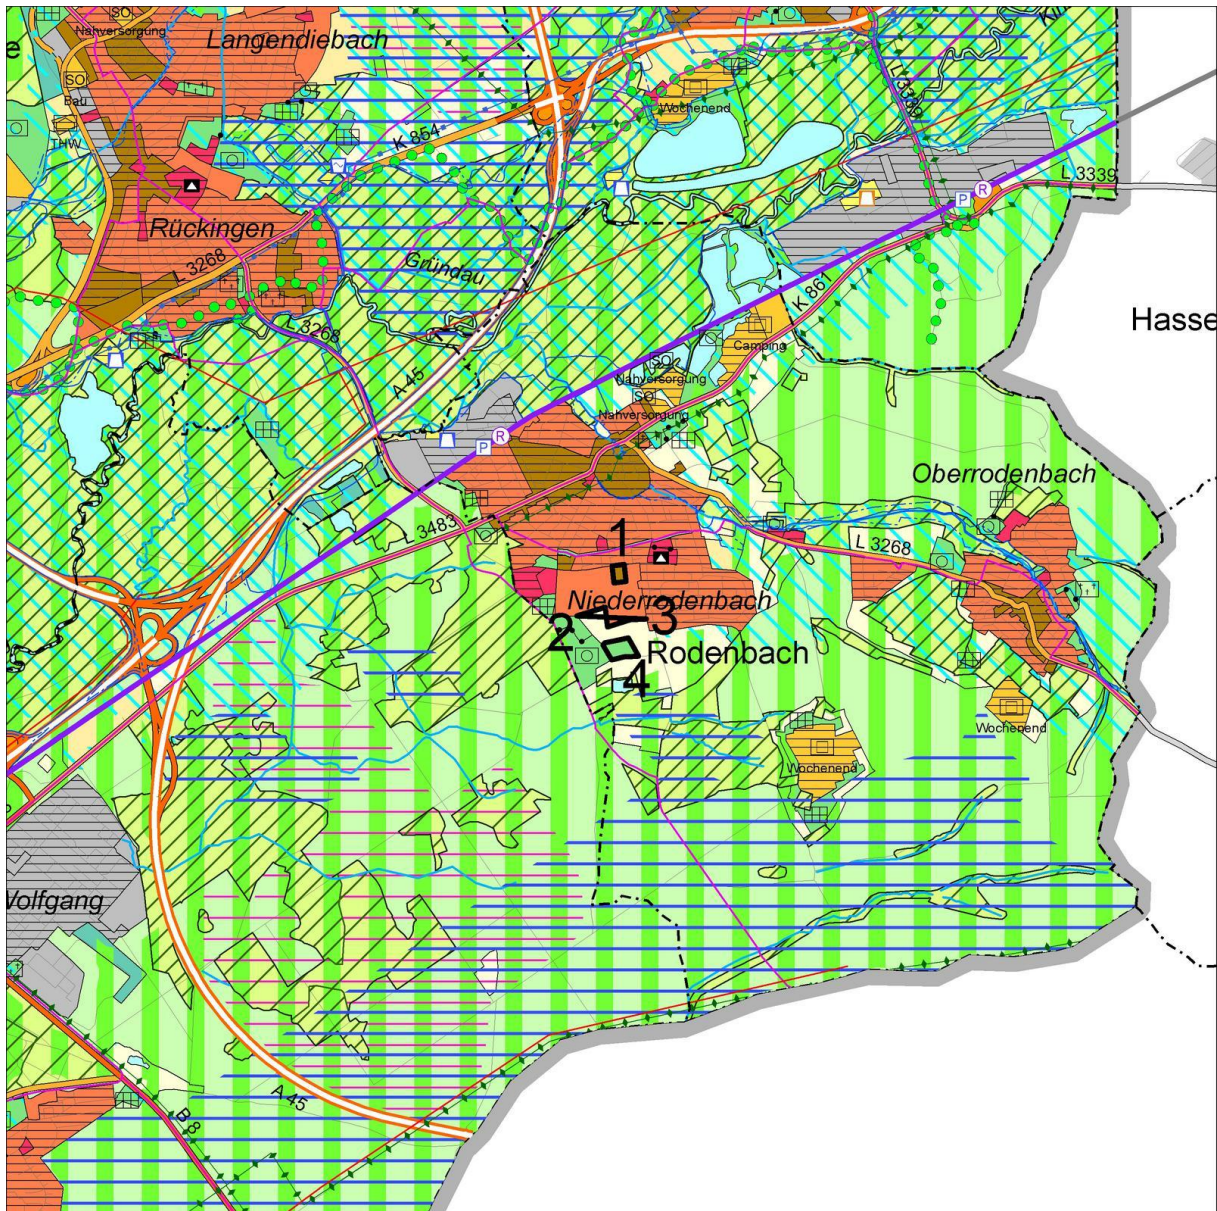 SO
Nahversorgung
Langendiebach
e
SO
Bau
THW
K 854
Wochenend
L 3339
L 3339
P
R
Rückingen
L 3268
Gründau
K 861
Hasse
L 3268
A 45
Camping
SO
Nahversorgung
SO
Nahversorgung
R
P
Oberrodenbach
L 3483
1
L 3268
Niederrodenbach
2
3
Rodenbach
4
Wochenend
Wochenend
Wolfgang
A 45
B 8